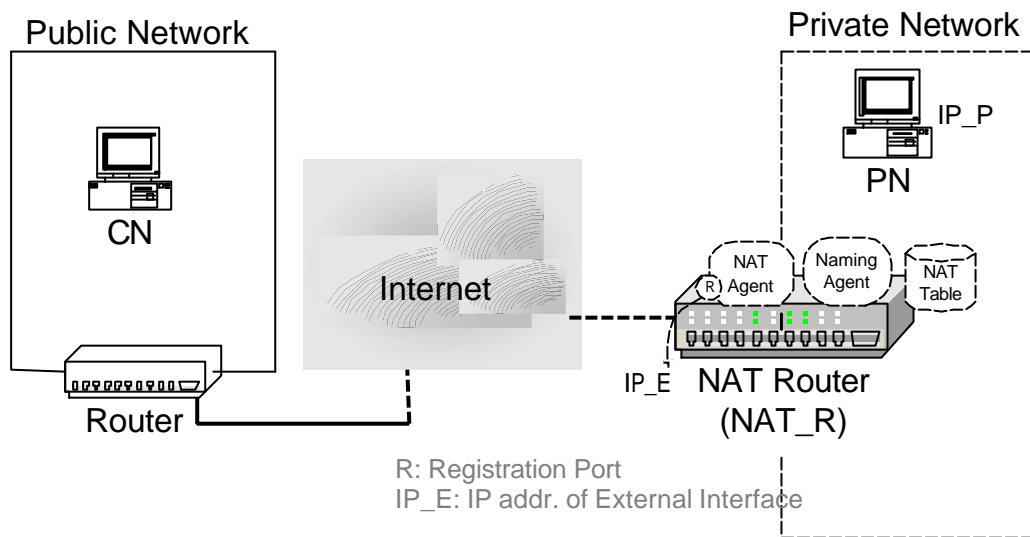 Public Network
Private Network
IP_P
PN
CN
NAT
Agent
Naming
Agent
NAT
Table
R
Internet
IP_E
NAT Router
(NAT_R)
Router
R: Registration Port
IP_E: IP addr. of External Interface